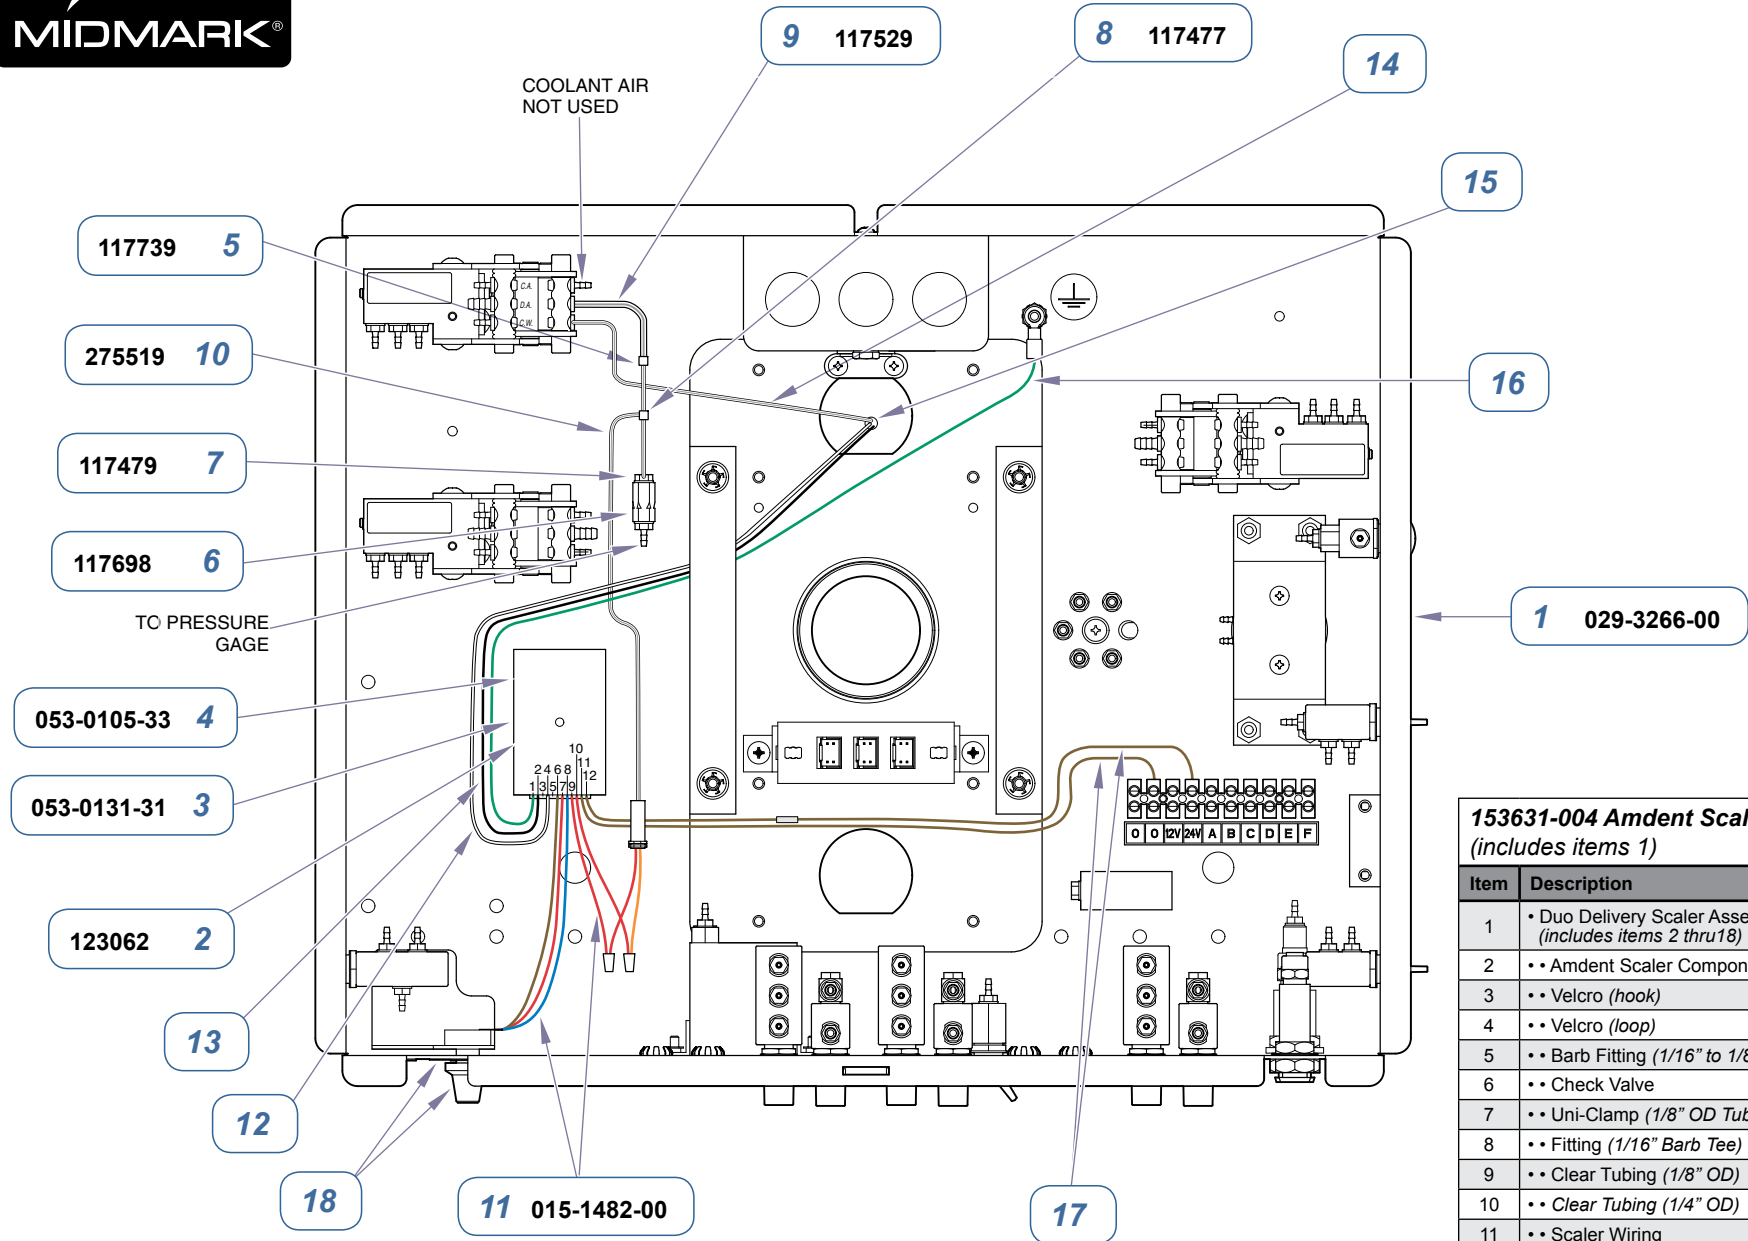 MIDMARK®
9 117529
8 117477
14
COOLANT AIR
NOT USED
15
117739 5
C.A.
D.A.
C.W.
275519 10
16
117479 7
117698 6
TO PRESSURE
GAGE
1 029-3266-00
053-0105-33 4
053-0131-31 3
10
11
2 4 6 8 12
1 3 5 7 9
O O 12V 24V A B C D E F
123062 2
13
12
18
11 015-1482-00
17
153631-004 Amdent Scal
(includes items 1)
Item Description
1 • Duo Delivery Scaler Asse
(includes items 2 thru18)
2 • • Amdent Scaler Compon
3 • • Velcro (hook)
4 • • Velcro (loop)
5 • • Barb Fitting (1/16” to 1/8
6 • • Check Valve
7 • • Uni-Clamp (1/8” OD Tub
8 • • Fitting (1/16” Barb Tee)
9 • • Clear Tubing (1/8” OD)
10 • • Clear Tubing (1/4” OD)
11 • • Scaler Wiring